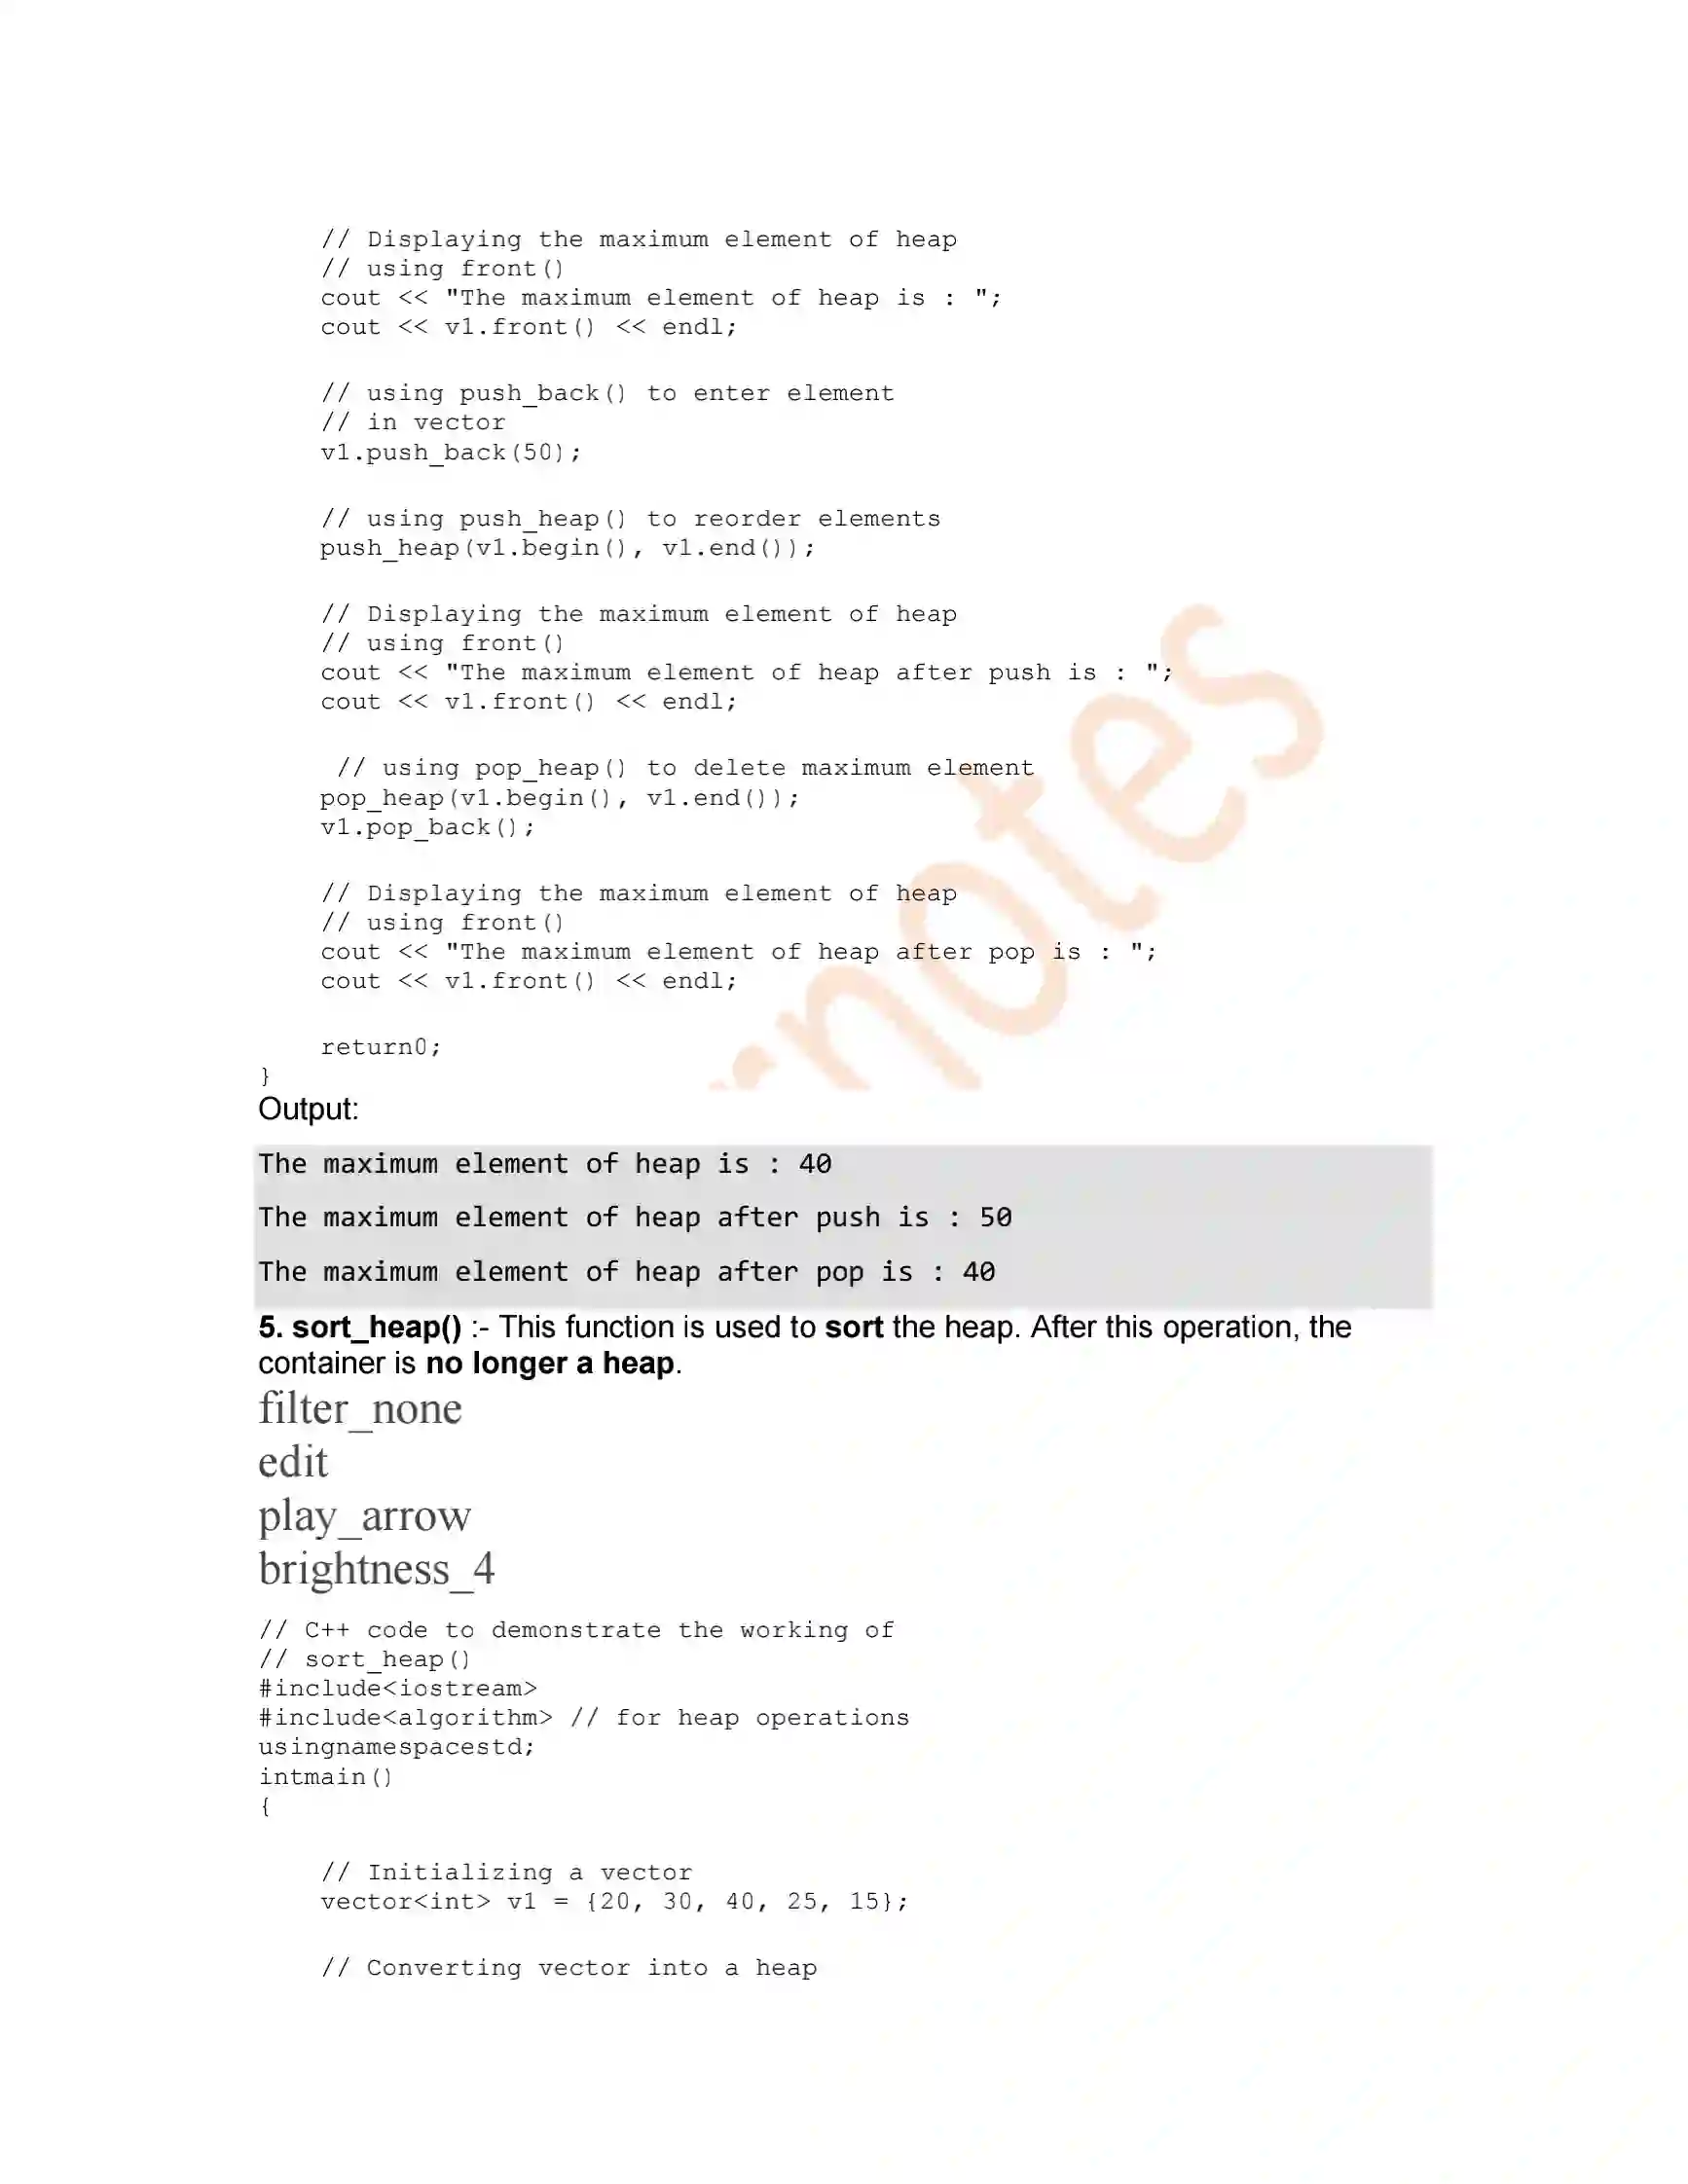 // Displaying the maximum element of heap
// using front()
cout << "The maximum element of heap is : ";
cout << v1.front() << endl;
// using push_back() to enter element
// in vector
v1.push_back(50);
// using push_heap() to reorder elements
push_heap(v1.begin(), v1.end());
// Displaying the maximum element of heap
// using front()
cout << "The maximum element of heap after push is : ";
cout << v1.front() << endl;
// using pop_heap() to delete maximum element
pop_heap(v1.begin(), v1.end());
v1.pop_back();
// Displaying the maximum element of heap
// using front()
cout << "The maximum element of heap after pop is : ";
cout << v1.front() << endl;
return0;
}
Output:
The maximum element of heap is : 40
The maximum element of heap after push is : 50
The maximum element of heap after pop is : 40
5. sort_heap() :- This function is used to sort the heap. After this operation, the
container is no longer a heap.
filter_none
edit
play_arrow
brightness_4
// C++ code to demonstrate the working of
// sort_heap()
#include<iostream>
#include<algorithm> // for heap operations
usingnamespacestd;
intmain()
{
// Initializing a vector
vector<int> v1 = {20, 30, 40, 25, 15};
// Converting vector into a heap
rnotes